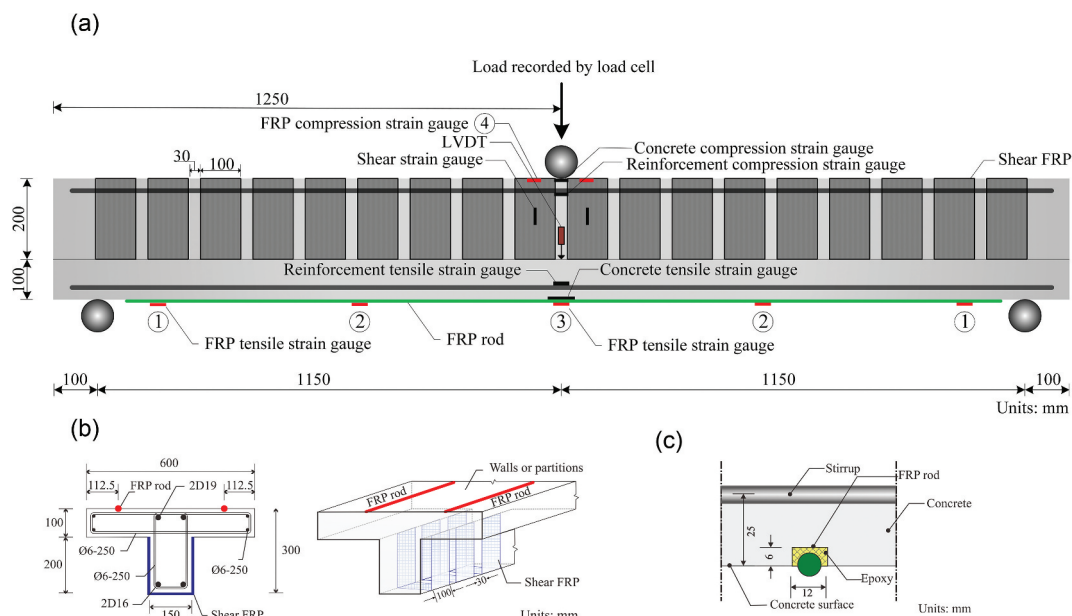 (a)
Load recorded by load cell
1250
FRP compression strain gauge ④
LVDT
Shear strain gauge
Concrete compression strain gauge
Reinforcement compression strain gauge
Shear FRP
30
100
200
100
Reinforcement tensile strain gauge
Concrete tensile strain gauge
① ② ③ ② ①
FRP tensile strain gauge
FRP rod
FRP tensile strain gauge
100
1150
1150
100
Units: mm
(b)
600
112.5
FRP rod
2D19
112.5
100
200
300
Ø6-250
Ø6-250
Ø6-250
2D16
150
Shear FRP
Walls or partitions
FRP rod
FRP rod
100
30
Shear FRP
Units: mm
(c)
Stirrup
FRP rod
Concrete
25
6
12
Epoxy
Concrete surface
Units: mm